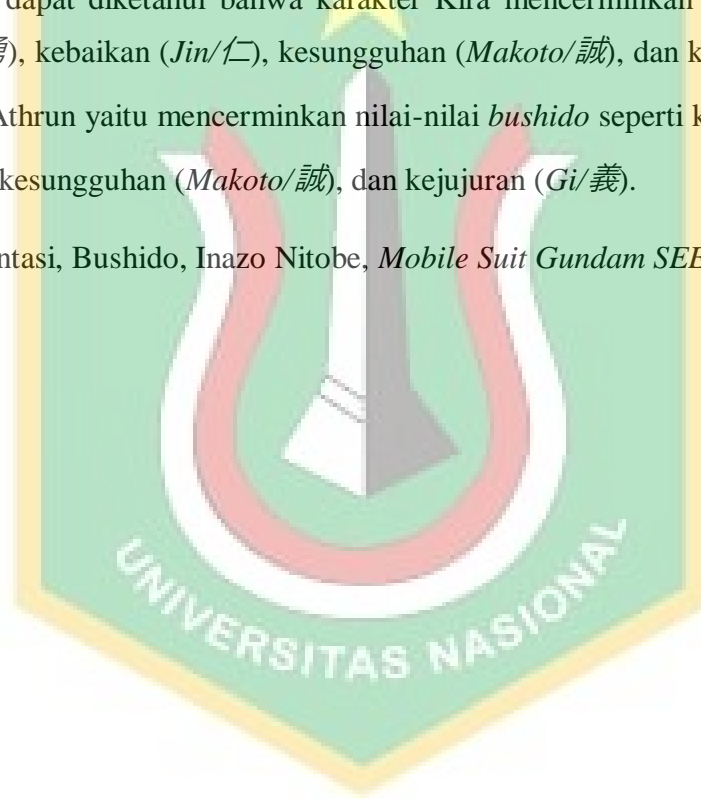 dapat diketahui bahwa karakter Kira mencerminkan
), kebaikan (Jin/仁), kesungguhan (Makoto/誠), dan k
Athrun yaitu mencerminkan nilai-nilai bushido seperti k
kesungguhan (Makoto/誠), dan kejujuran (Gi/義).
ntasi, Bushido, Inazo Nitobe, Mobile Suit Gundam SEE
UNIVERSITAS NASIONAL